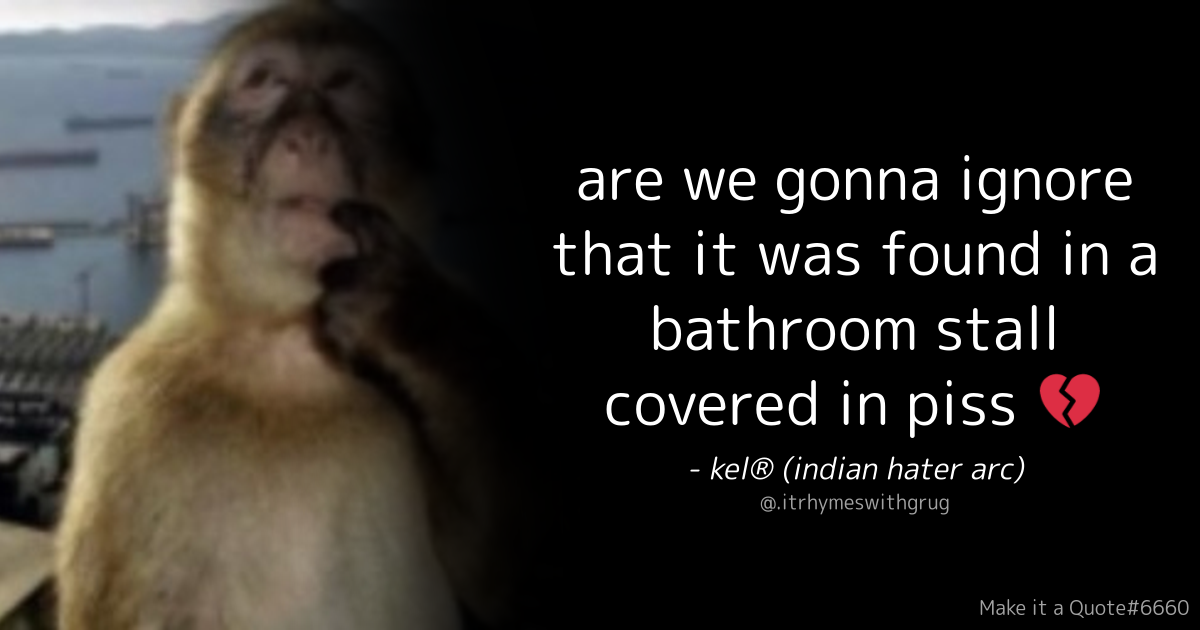 are we gonna ignore
that it was found in a
bathroom stall
covered in piss 💔
- kel® (indian hater arc)
@.itrhymeswithgrug
Make it a Quote#6660